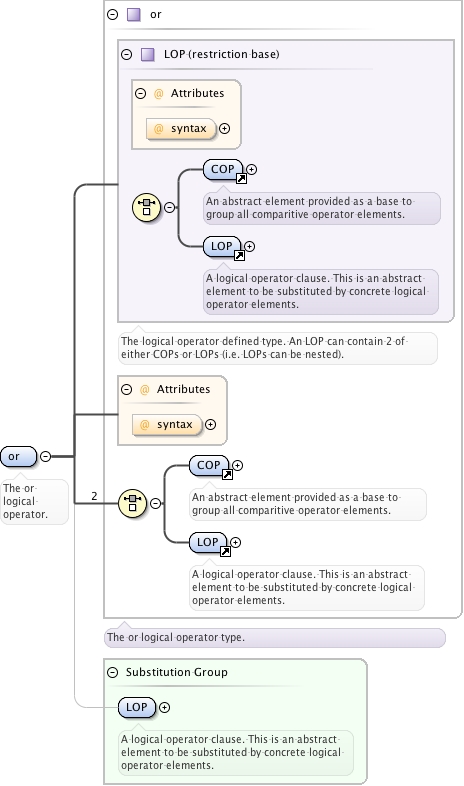 or
LOP (restriction base)
@ Attributes
@ syntax
COP
An abstract element provided as a base to
group all comparitive operator elements.
LOP
A logical operator clause. This is an abstract
element to be substituted by concrete logical
operator elements.
The logical operator defined type. An LOP can contain 2 of
either COPs or LOPs (i.e. LOPs can be nested).
@ Attributes
@ syntax
or
The or
logical
operator.
2
COP
An abstract element provided as a base to
group all comparitive operator elements.
LOP
A logical operator clause. This is an abstract
element to be substituted by concrete logical
operator elements.
The or logical operator type.
Substitution Group
LOP
A logical operator clause. This is an abstract
element to be substituted by concrete logical
operator elements.